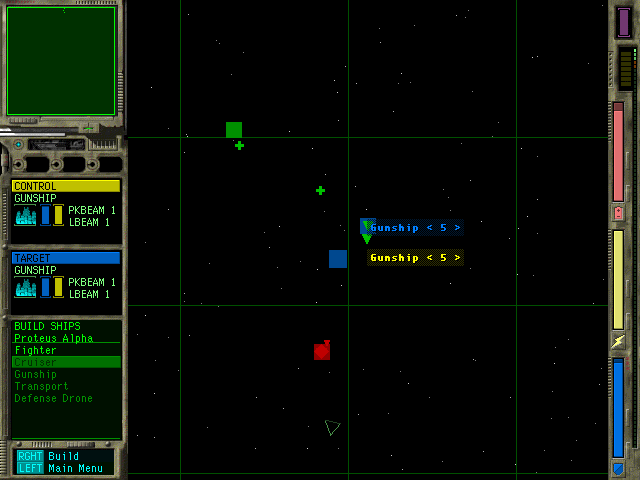 CONTROL
GUNSHIP
PKBEAM 1
LBEAM 1
TARGET
GUNSHIP
PKBEAM 1
LBEAM 1
BUILD SHIPS
Proteus Alpha
Fighter
Cruiser
Gunship
Transport
Defense Drone
RGHT Build
LEFT Main Menu
Gunship < 5 >
Gunship < 5 >